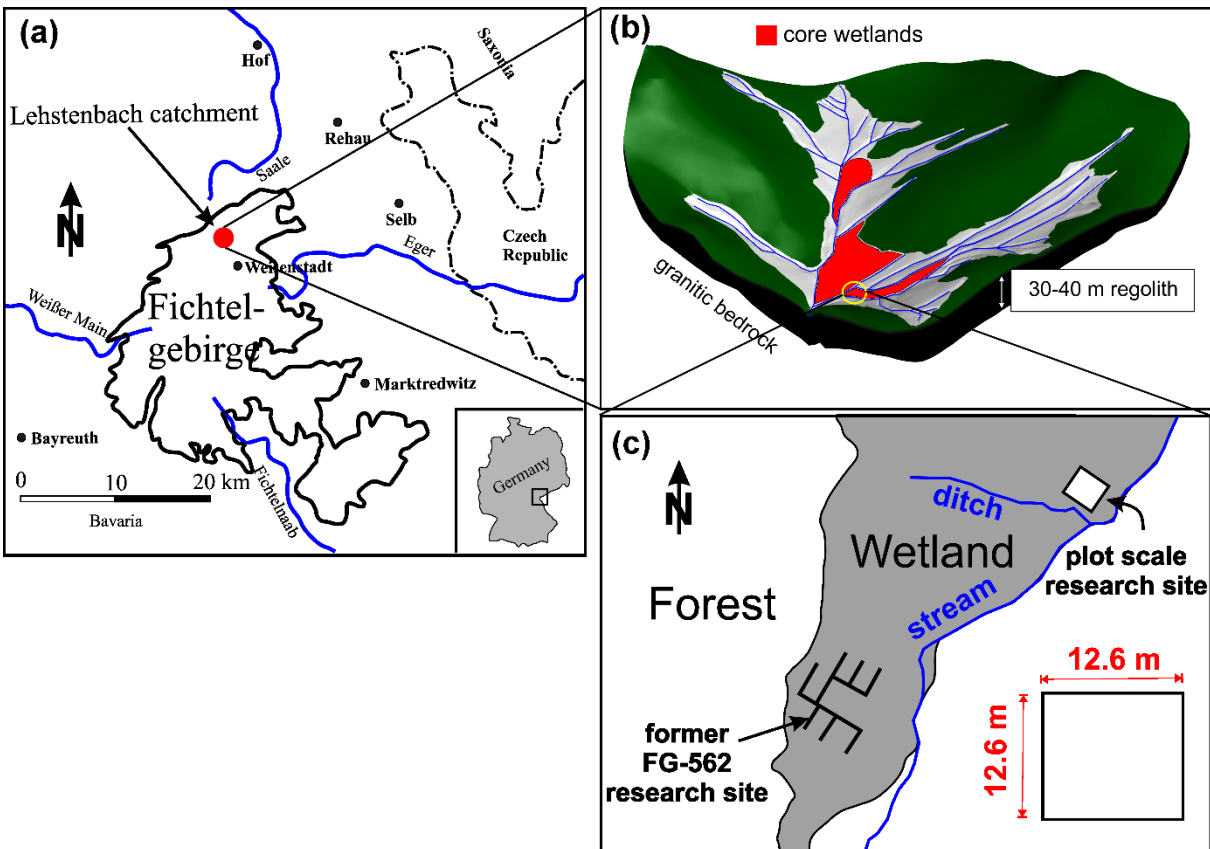 (a)
Hof
Saxonia
Lehstenbach catchment
Rehau
Saale
N
Selb
Eger
Czech
Republic
Weißenstadt
Weißer Main
Fichtel-
gebirge
Marktredwitz
Bayreuth
0 10 20 km
Bavaria
Fichtelnaab
Germany
(b)
core wetlands
granitic bedrock
30-40 m regolith
(c)
N
ditch
Wetland
plot scale
research site
Forest
stream
12.6 m
12.6 m
former
FG-562
research site